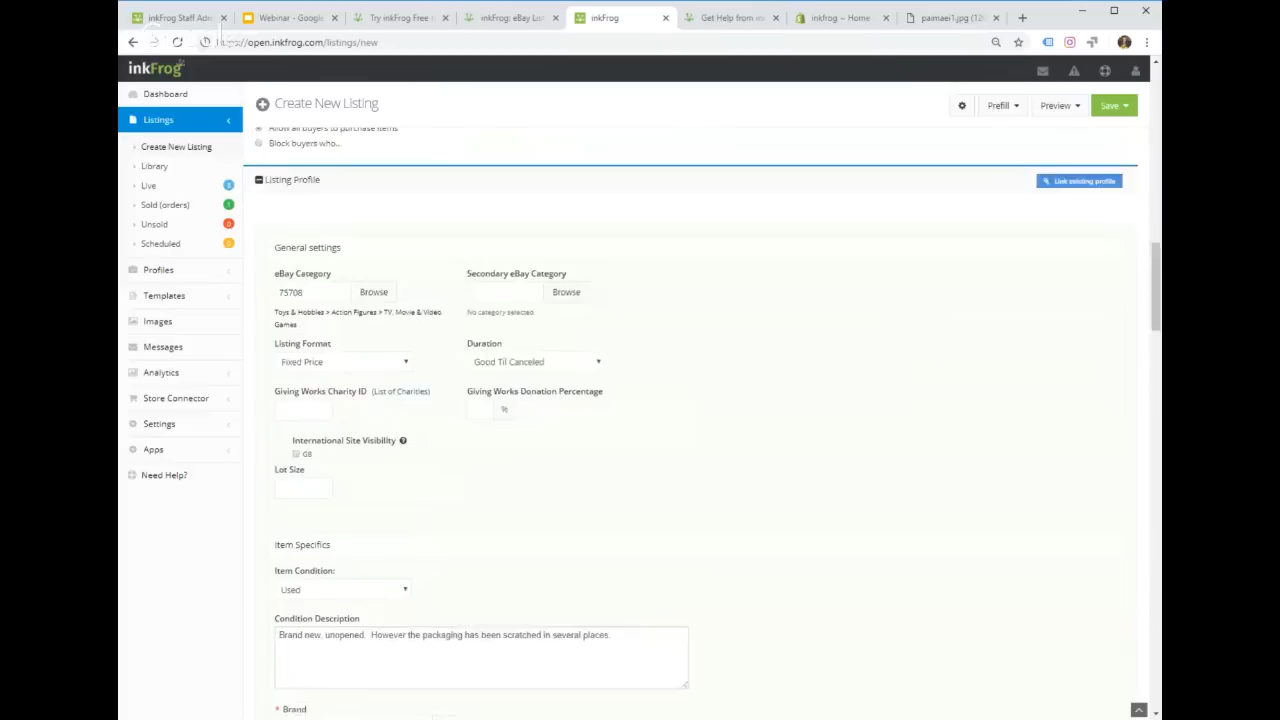 inkFrog Staff Adm
Webinar - Google
Try inkFrog Free
inkFrog: eBay List
inkFrog
Get Help from
inkfrog ~ Home
https://open.inkfrog.com/listings/new
inkFrog
Create New Listing
Prefill
Preview
Save
Dashboard
Listings
Create New Listing
Library
Live
Sold (orders) 1
Unsold 0
Scheduled 0
Profiles
Templates
Images
Messages
Analytics
Store Connector
Settings
Apps
Need Help?
Allow all buyers to purchase items
Block buyers who...
Listing Profile
Link existing profile
General settings
eBay Category
Secondary eBay Category
75708
Browse
Browse
Toys & Hobbies > Action Figures > TV, Movie & Video
Games
No category selected
Listing Format
Duration
Fixed Price
Good Til Canceled
Giving Works Charity ID (List of Charities)
Giving Works Donation Percentage
%
International Site Visibility
GB
Lot Size
Item Specifics
Item Condition:
Used
Condition Description
Brand new, unopened. However the packaging has been scratched in several places.
* Brand